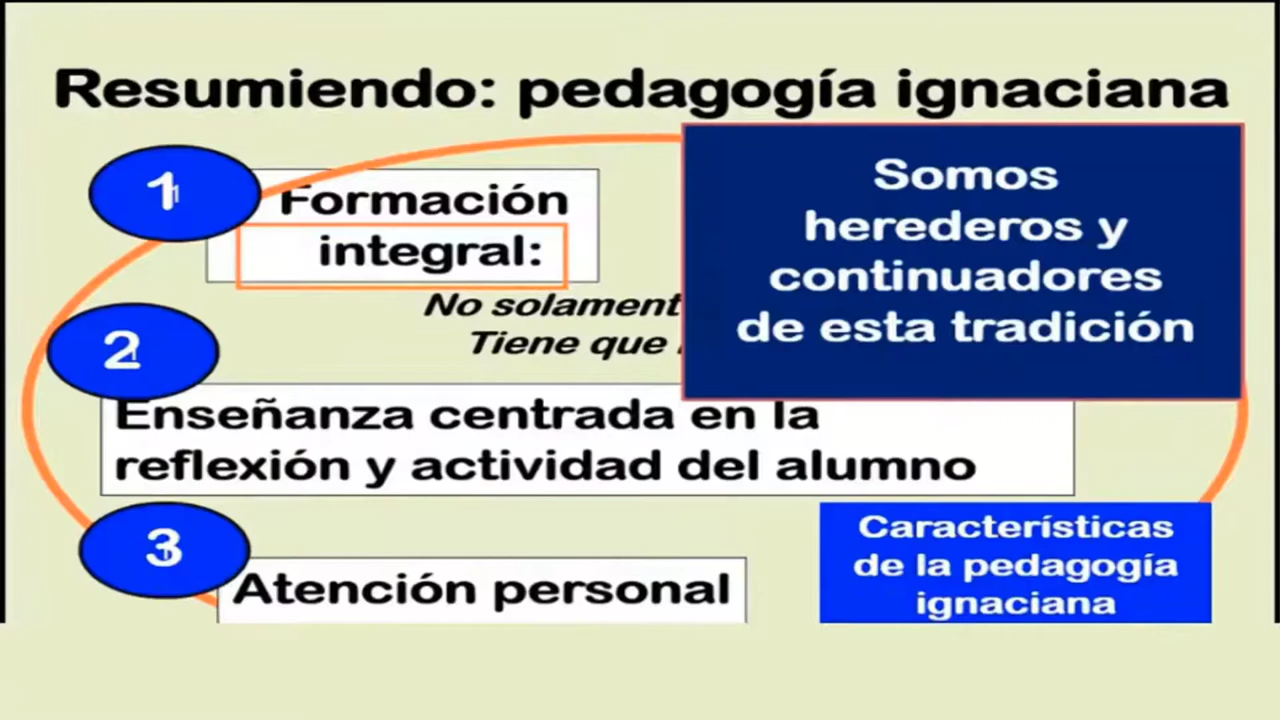 Resumiendo: pedagogía ignaciana
1
Formación
integral:
Somos
herederos y
continuadores
de esta tradición
No solament
Tiene que
2
Enseñanza centrada en la
reflexión y actividad del alumno
3
Atención personal
Características
de la pedagogía
ignaciana